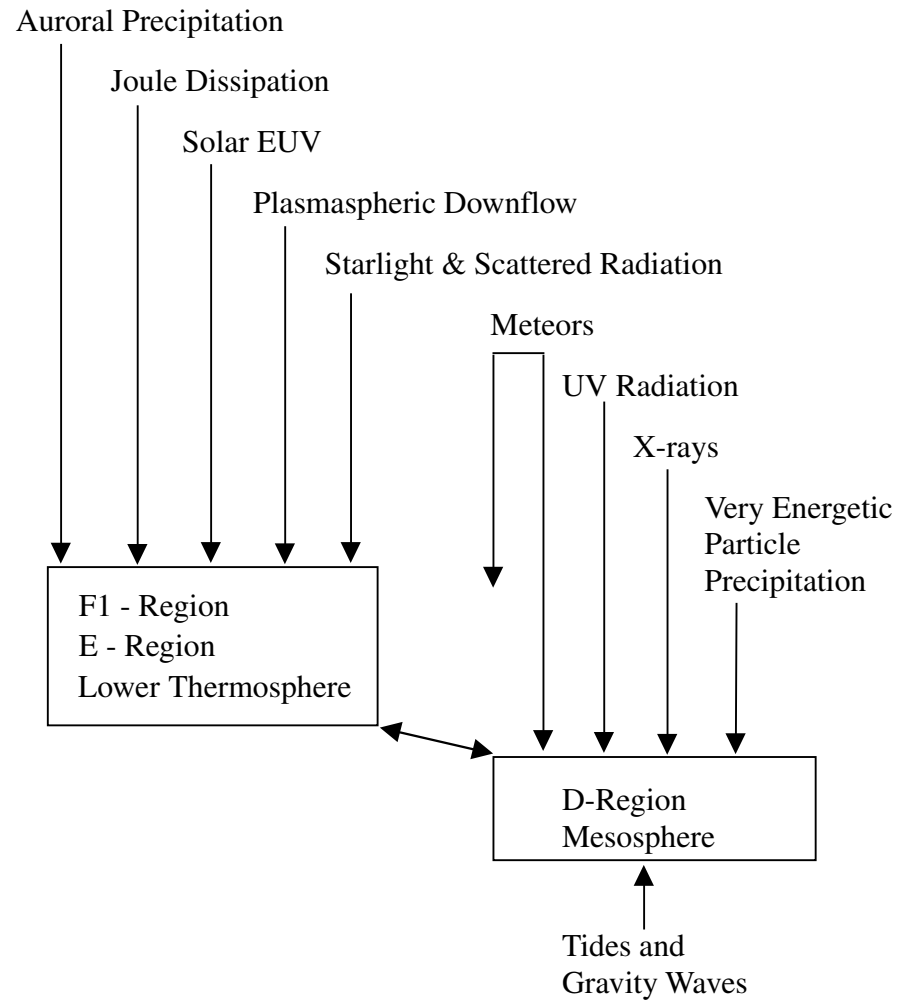 Auroral Precipitation
Joule Dissipation
Solar EUV
Plasmaspheric Downflow
Starlight & Scattered Radiation
Meteors
UV Radiation
X-rays
Very Energetic
Particle
Precipitation
F1 - Region
E - Region
Lower Thermosphere
D-Region
Mesosphere
Tides and
Gravity Waves